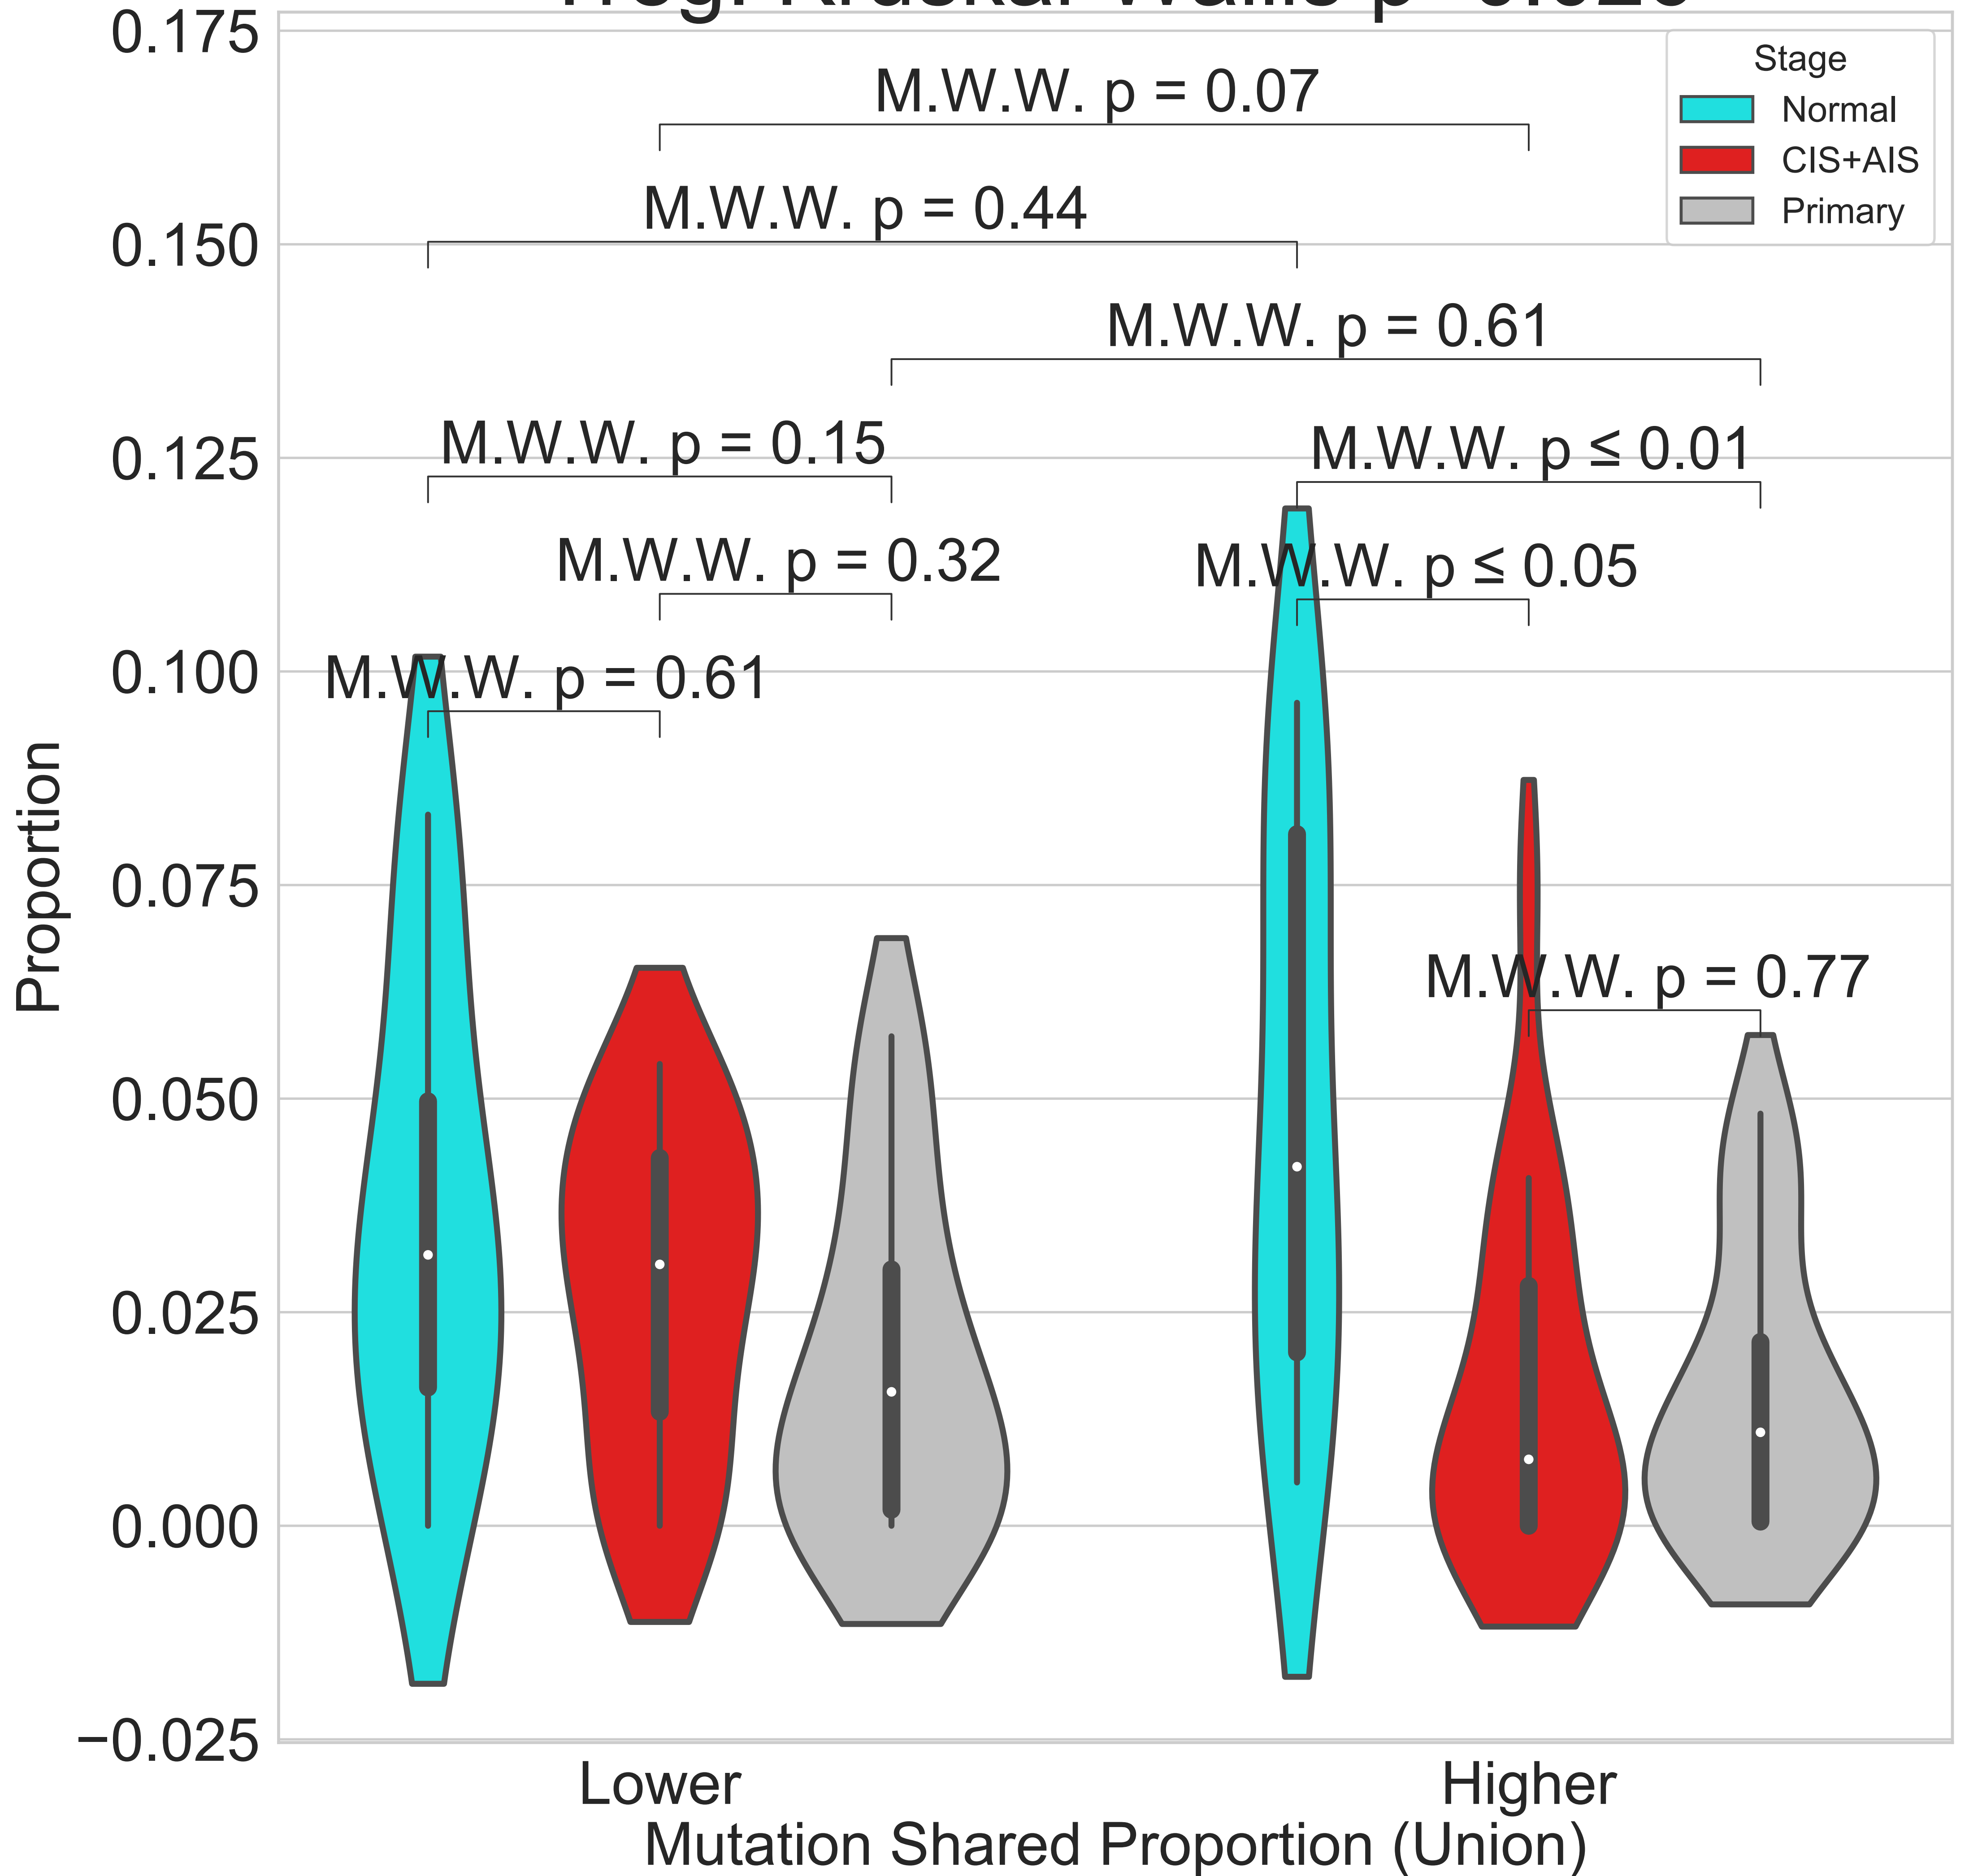 0.175
0.150
0.125
0.100
0.075
0.050
0.025
0.000
−0.025
Proportion
Stage
Normal
CIS+AIS
Primary
M.W.W. p = 0.07
M.W.W. p = 0.44
M.W.W. p = 0.61
M.W.W. p = 0.15
M.W.W. p ≤ 0.01
M.W.W. p = 0.32
M.W.W. p ≤ 0.05
M.W.W. p = 0.61
M.W.W. p = 0.77
Lower
Higher
Mutation Shared Proportion (Union)